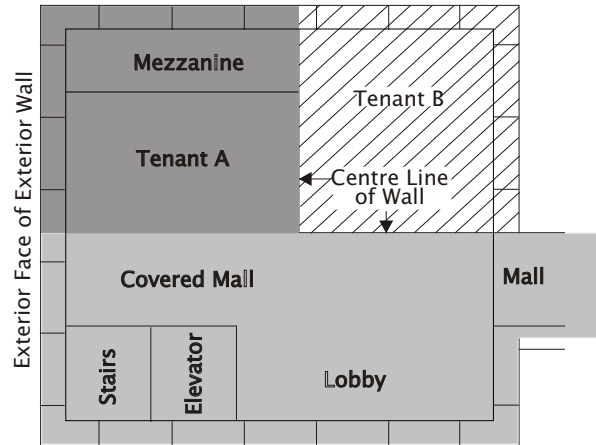 Exterior Face of Exterior Wall
Mezzanine
Tenant B
Tenant A
Centre Line
of Wall
Covered Mall
Mall
Stairs
Elevator
Lobby